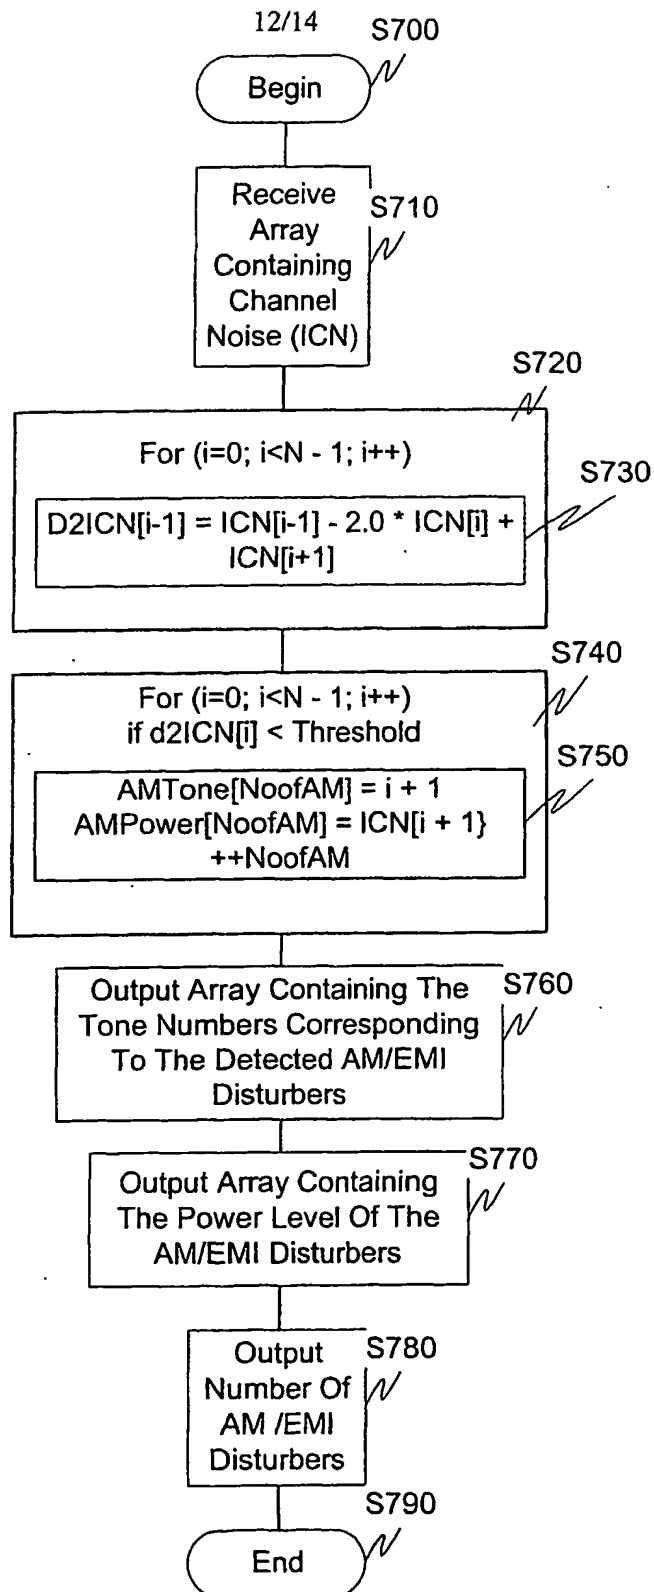 12/14
S700
Begin
S710
Receive
Array
Containing
Channel
Noise (ICN)
S720
For (i=0; i<N - 1; i++)
S730
D2ICN[i-1] = ICN[i-1] - 2.0 * ICN[i] +
ICN[i+1]
S740
For (i=0; i<N - 1; i++)
if d2ICN[i] < Threshold
S750
AMTone[NoofAM] = i + 1
AMPower[NoofAM] = ICN[i + 1}
++NoofAM
S760
Output Array Containing The
Tone Numbers Corresponding
To The Detected AM/EMI
Disturbers
S770
Output Array Containing
The Power Level Of The
AM/EMI Disturbers
S780
Output
Number Of
AM /EMI
Disturbers
S790
End